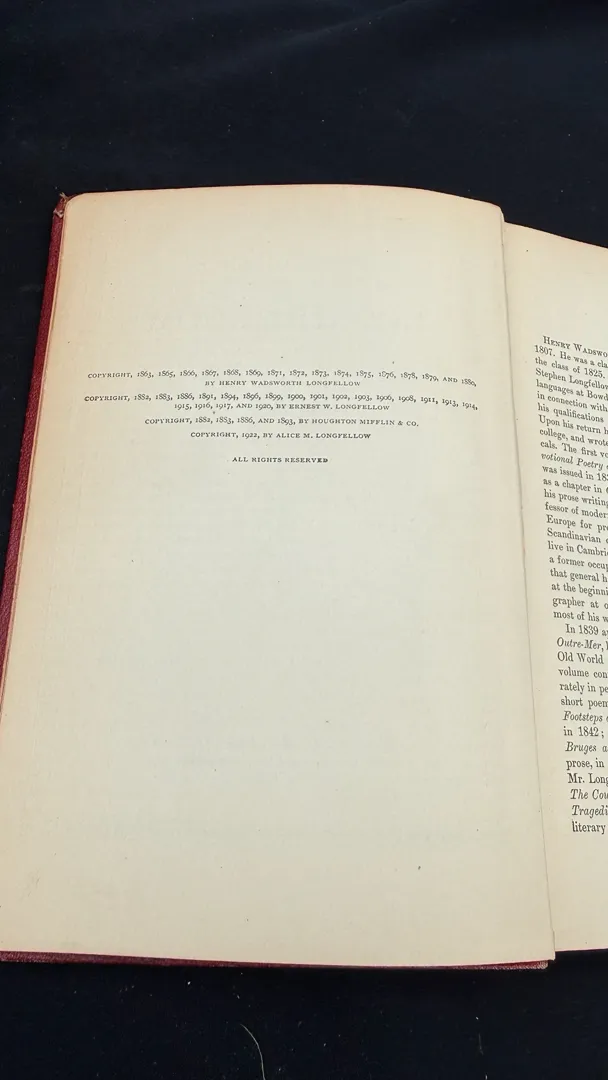 COPYRIGHT, 1863, 1865, 1866, 1867, 1868, 1869, 1871, 1872, 1873, 1874, 1875, 1876, 1878, 1879, AND 1880,
BY HENRY WADSWORTH LONGFELLOW
COPYRIGHT, 1882, 1883, 1886, 1891, 1894, 1896, 1899, 1900, 1901, 1902, 1903, 1906, 1908, 1911, 1913, 1914,
1915, 1916, 1917, AND 1920, BY ERNEST W. LONGFELLOW
COPYRIGHT, 1882, 1883, 1886, AND 1893, BY HOUGHTON MIFFLIN & CO.
COPYRIGHT, 1922, BY ALICE M. LONGFELLOW
ALL RIGHTS RESERVED
HENRY WADSWO
1807. He was a cla
the class of 1825.
Stephen Longfellow
languages at Bowd
in connection with
his qualifications
Upon his return h
college, and wrote
cals. The first vo
votional Poetry
was issued in 183
as a chapter in
his prose writing
fessor of moder
Europe for pr
Scandinavian
live in Cambri
a former occup
that general h
at the beginni
grapher at o
most of his w
In 1839 a
Outre-Mer,
Old World
volume con
rately in pe
short poem
Footsteps
in 1842;
Bruges a
prose, in
Mr. Long
The Cou
Tragedi
literary